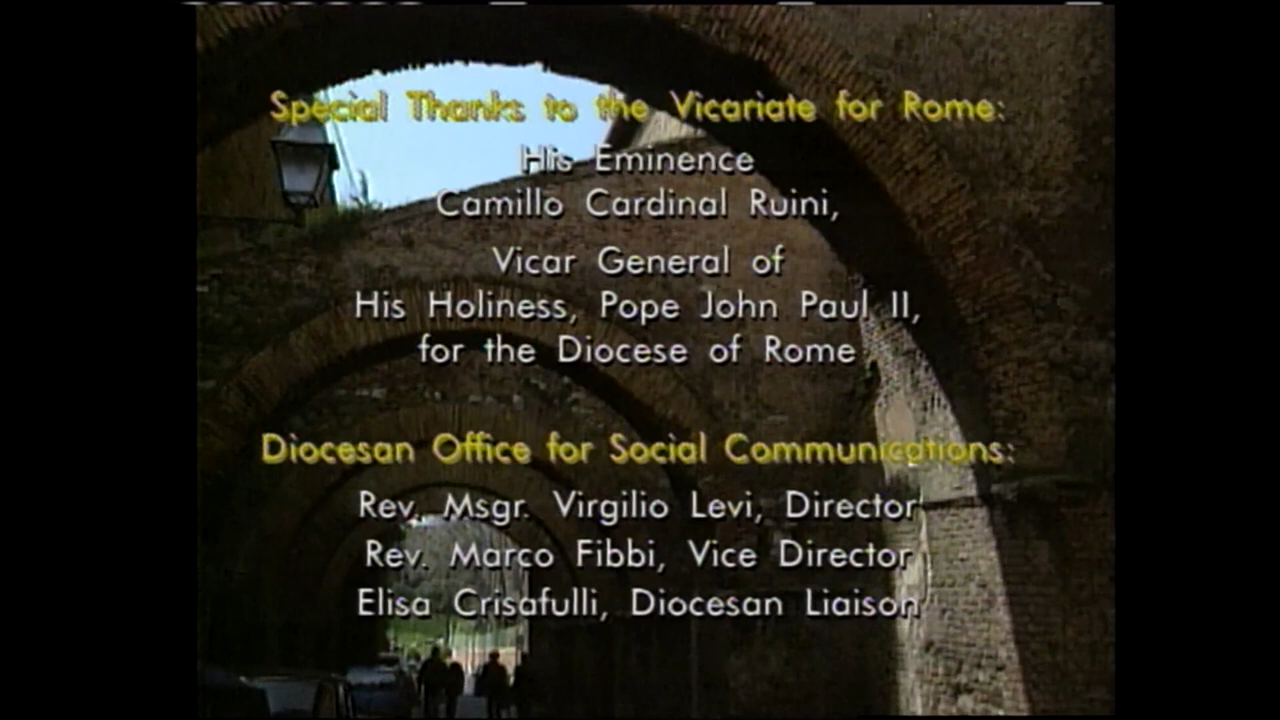 Special Thanks to the Vicariate for Rome:
His Eminence
Camillo Cardinal Ruini,
Vicar General of
His Holiness, Pope John Paul II,
for the Diocese of Rome
Diocesan Office for Social Communications:
Rev. Msgr. Virgilio Levi, Director
Rev. Marco Fibbi, Vice Director
Elisa Crisafulli, Diocesan Liaison